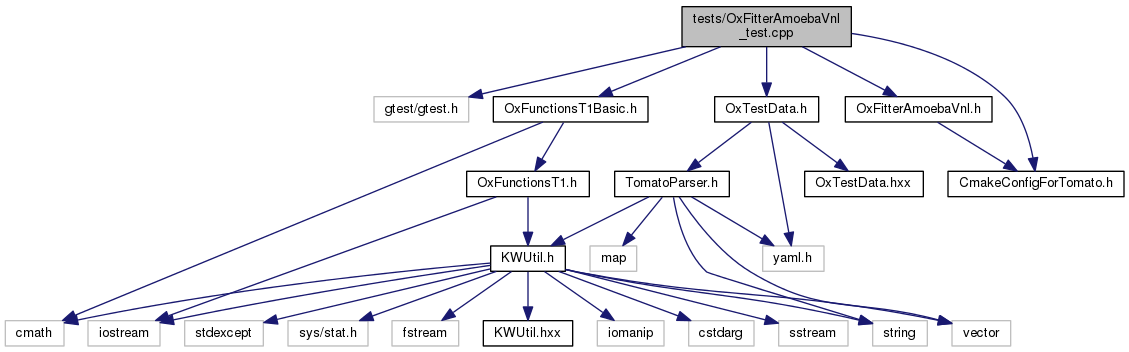 tests/OxFitterAmoebaVnl
_test.cpp
gtest/gtest.h
OxFunctionsT1Basic.h
OxTestData.h
OxFitterAmoebaVnl.h
OxFunctionsT1.h
TomatoParser.h
OxTestData.hxx
CmakeConfigForTomato.h
KWUtil.h
map
yaml.h
cmath
iostream
stdexcept
sys/stat.h
fstream
KWUtil.hxx
iomanip
cstdarg
sstream
string
vector